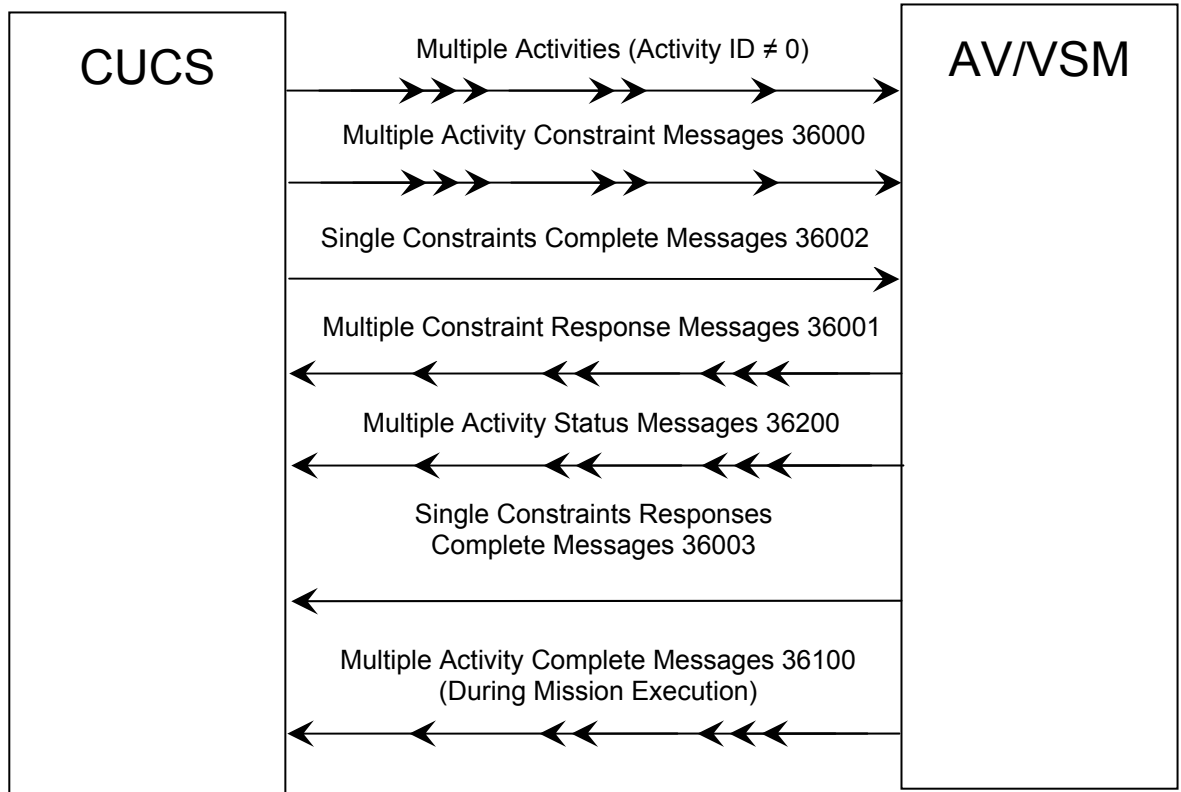 CUCS
AV/VSM
Multiple Activities (Activity ID ≠ 0)
Multiple Activity Constraint Messages 36000
Single Constraints Complete Messages 36002
Multiple Constraint Response Messages 36001
Multiple Activity Status Messages 36200
Single Constraints Responses
Complete Messages 36003
Multiple Activity Complete Messages 36100
(During Mission Execution)